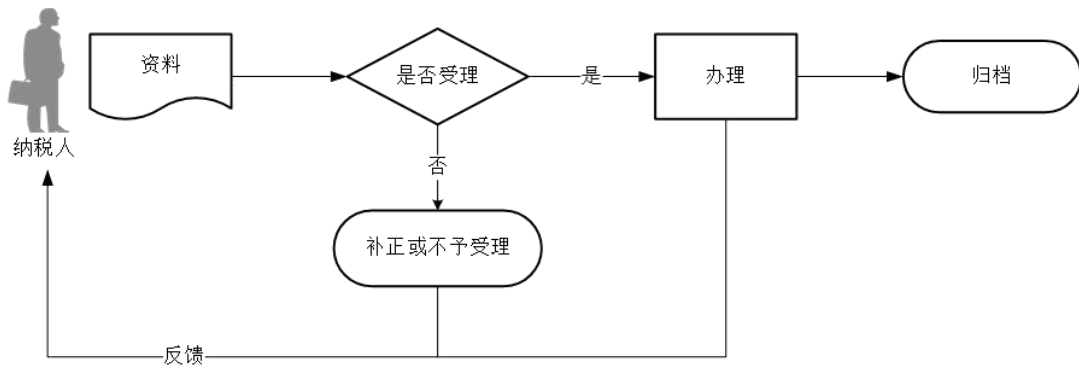 资料
是否受理
是
办理
归档
纳税人
否
补正或不予受理
反馈